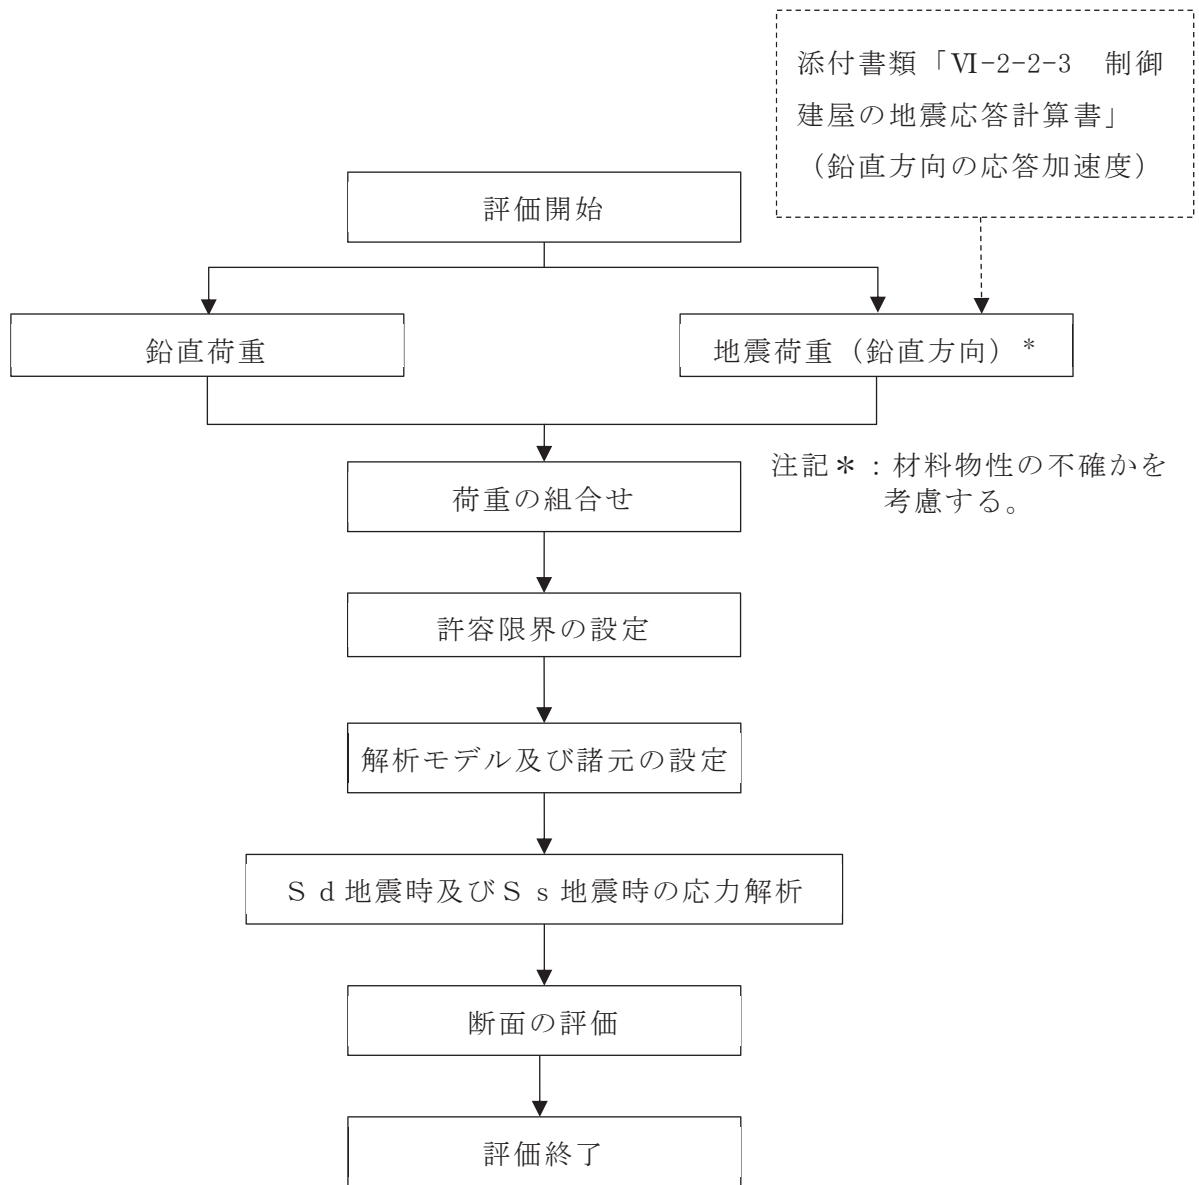 添付書類「Ⅵ-2-2-3 制御
建屋の地震応答計算書」
（鉛直方向の応答加速度）
評価開始
鉛直荷重
地震荷重（鉛直方向）*
注記＊：材料物性の不確かを
考慮する。
荷重の組合せ
許容限界の設定
解析モデル及び諸元の設定
Ｓｄ地震時及びＳｓ地震時の応力解析
断面の評価
評価終了